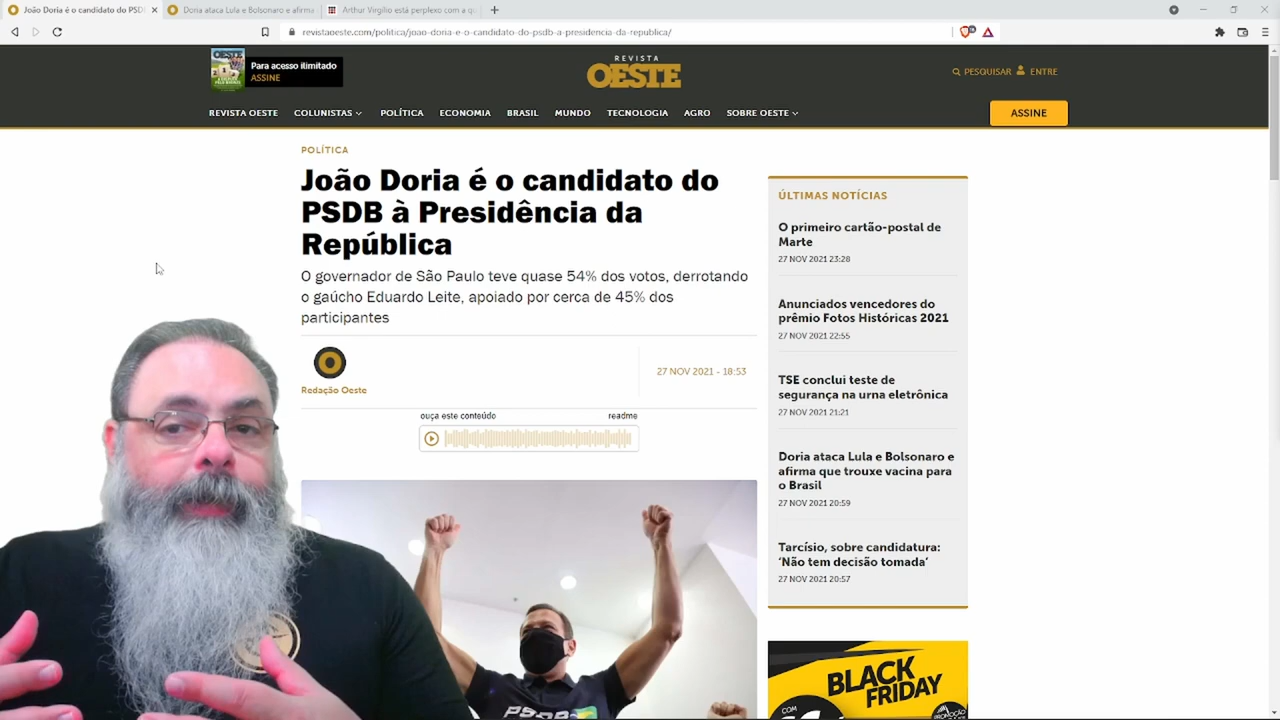 João Doria é o candidato do PSDB
Doria ataca Lula e Bolsonaro e afirma
Arthur Virgílio está perplexo com a q
revistaoeste.com/politica/joao-doria-e-o-candidato-do-psdb-a-presidencia-da-republica/
OESTE
Para acesso ilimitado
ASSINE
REVISTA
OESTE
PESQUISAR
ENTRE
REVISTA OESTE
COLUNISTAS
POLÍTICA
ECONOMIA
BRASIL
MUNDO
TECNOLOGIA
AGRO
SOBRE OESTE
ASSINE
POLÍTICA
João Doria é o candidato do
PSDB à Presidência da
República
O governador de São Paulo teve quase 54% dos votos, derrotando
o gaúcho Eduardo Leite, apoiado por cerca de 45% dos
participantes
Redação Oeste
27 NOV 2021 - 18:53
ouça este conteúdo
readme
PSDB
ÚLTIMAS NOTÍCIAS
O primeiro cartão-postal de
Marte
27 NOV 2021 23:28
Anunciados vencedores do
prêmio Fotos Históricas 2021
27 NOV 2021 22:55
TSE conclui teste de
segurança na urna eletrônica
27 NOV 2021 21:21
Doria ataca Lula e Bolsonaro e
afirma que trouxe vacina para
o Brasil
27 NOV 2021 20:59
Tarcísio, sobre candidatura:
‘Não tem decisão tomada’
27 NOV 2021 20:57
BLACK
FRIDAY
COM
PROMOÇÃO